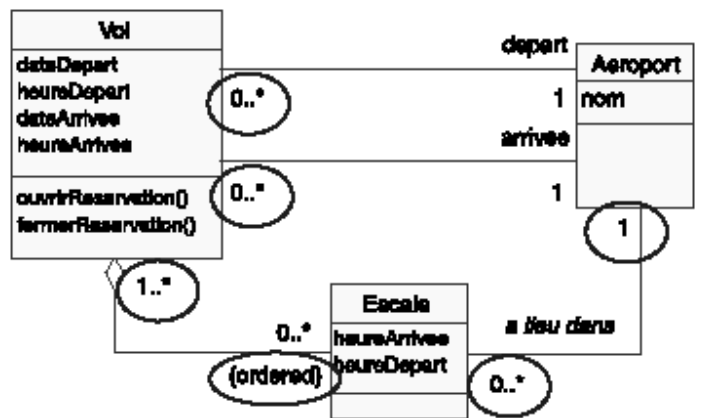 Vol
dateDepart
heureDepart
dateArrivee
heureArrivee
ouvrirReservation()
fermerReservation()
depart
0..*
1
arrivee
0..*
1
Aeroport
nom
1
1..*
0..*
{ordered}
Escale
heureArrivee
heureDepart
a lieu dans
0..*